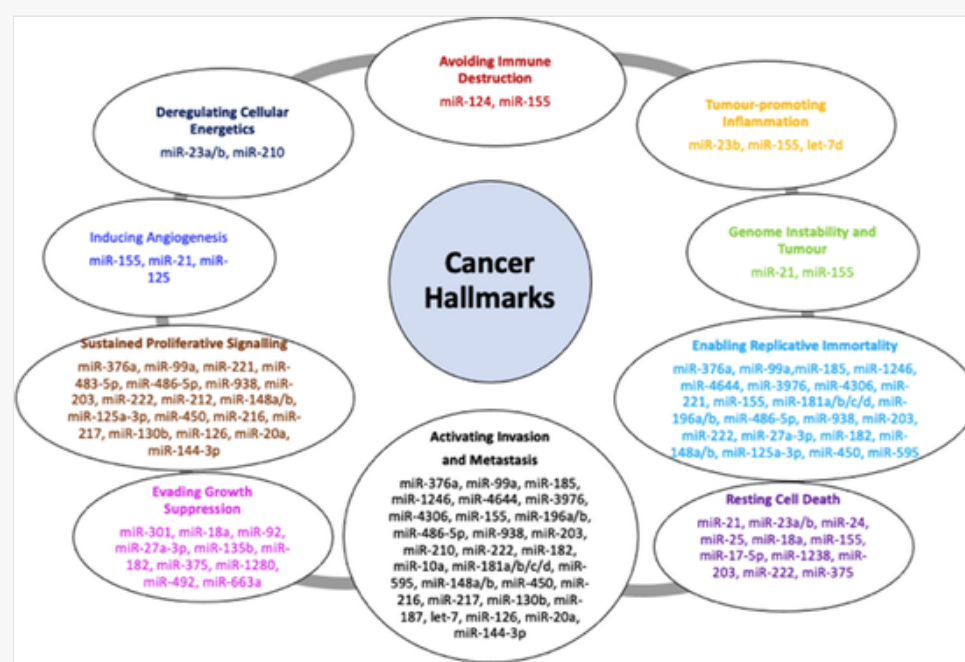 Avoiding Immune
Destruction
miR-124, miR-155
Deregulating Cellular
Energetics
miR-23a/b, miR-210
Tumour-promoting
Inflammation
miR-23b, miR-155, let-7d
Inducing Angiogenesis
miR-155, miR-21, miR-
125
Cancer
Hallmarks
Genome Instability and
Tumour
miR-21, miR-155
Sustained Proliferative Signalling
miR-376a, miR-99a, miR-221, miR-
483-5p, miR-486-5p, miR-938, miR-
203, miR-222, miR-212, miR-148a/b,
miR-125a-3p, miR-450, miR-216, miR-
217, miR-130b, miR-126, miR-20a,
miR-144-3p
Enabling Replicative Immortality
miR-376a, miR-99a,miR-185, miR-1246,
miR-4644, miR-3976, miR-4306, miR-
221, miR-155, miR-181a/b/c/d, miR-
196a/b, miR-486-5p, miR-938, miR-203,
miR-222, miR-27a-3p, miR-182, miR-
148a/b, miR-125a-3p, miR-450, miR-595
Activating Invasion
and Metastasis
miR-376a, miR-99a, miR-185,
miR-1246, miR-4644, miR-3976,
miR-4306, miR-155, miR-196a/b,
miR-486-5p, miR-938, miR-203,
miR-210, miR-222, miR-182,
miR-10a, miR-181a/b/c/d, miR-
595, miR-148a/b, miR-450, miR-
216, miR-217, miR-130b, miR-
187, let-7, miR-126, miR-20a,
miR-144-3p
Evading Growth
Suppression
miR-301, miR-18a, miR-92,
miR-27a-3p, miR-135b, miR-
182, miR-375, miR-1280,
miR-492, miR-663a
Resting Cell Death
miR-21, miR-23a/b, miR-24,
miR-25, miR-18a, miR-155,
miR-17-5p, miR-1238, miR-
203, miR-222, miR-375